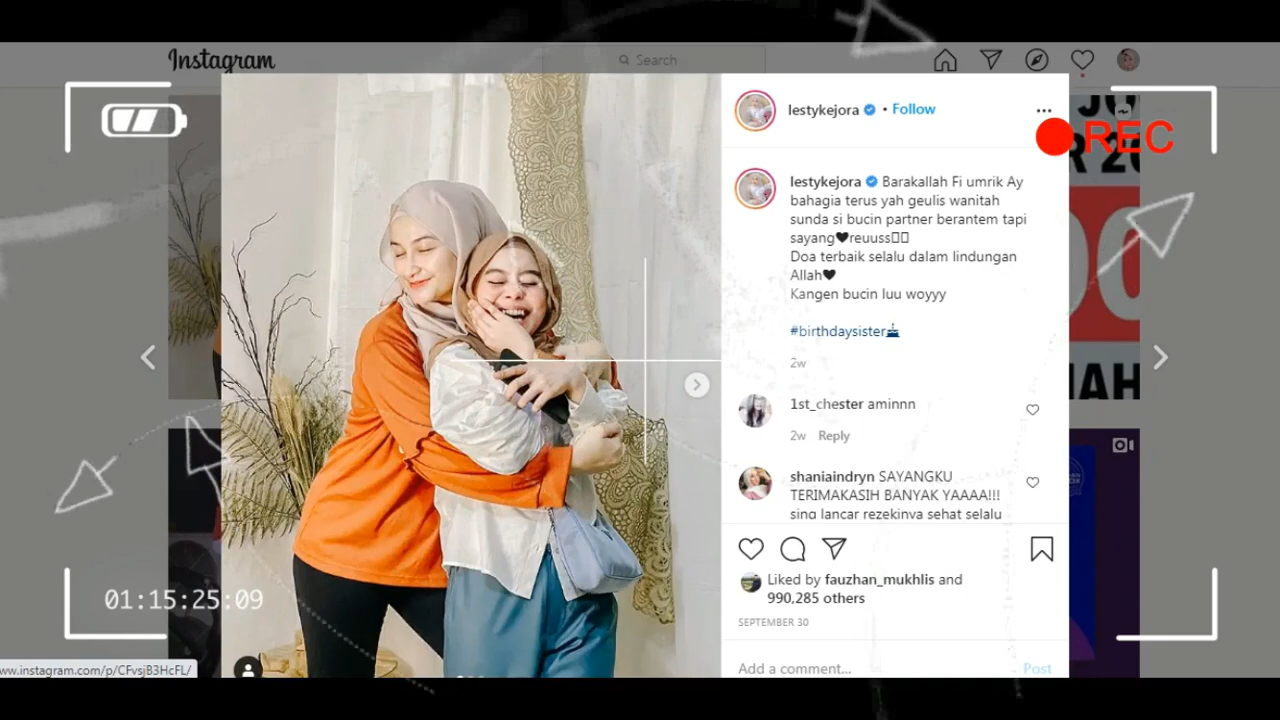 Instagram
Search
REC
lestykejora • Follow
lestykejora Barakallah Fi umrik Ay
bahagia terus yah geulis wanitah
sunda si bucin partner berantem tapi
sayang🖤reuuss
Doa terbaik selalu dalam lindungan
Allah🖤
Kangen bucin luu woyyy
#birthdaysister🎂
2w
1st_chester aminnn
2w Reply
shaniaindryn SAYANGKU
TERIMAKASIH BANYAK YAAAA!!!
sing lancar rezekinya sehat selalu
Liked by fauzhan_mukhlis and
990,285 others
SEPTEMBER 30
Add a comment... Post
01:15:25:09
ww.instagram.com/p/CFvsjB3HcFL/